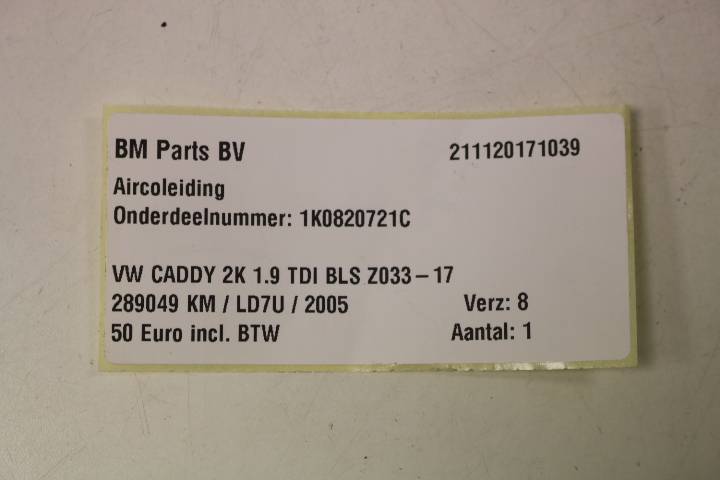 BM Parts BV 211120171039
Aircoleiding
Onderdeelnummer: 1K0820721C
VW CADDY 2K 1.9 TDI BLS Z033-17
289049 KM / LD7U / 2005 Verz: 8
50 Euro incl. BTW Aantal: 1